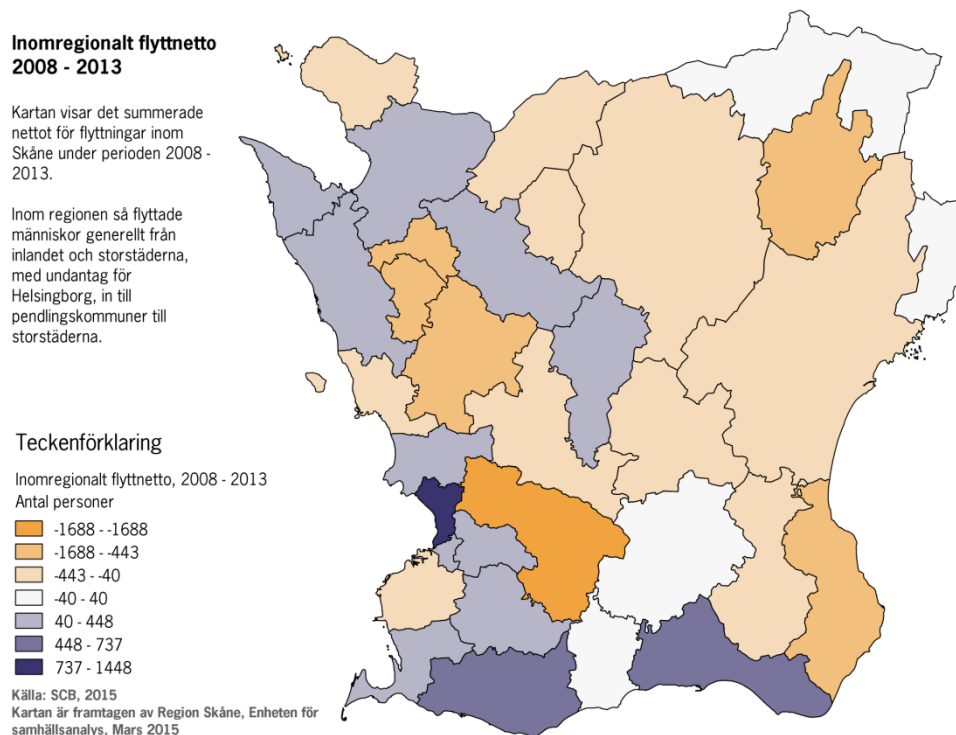 Inomregionalt flyttnetto
2008 - 2013
Kartan visar det summerade
nettot för flyttningar inom
Skåne under perioden 2008 -
2013.
Inom regionen så flyttade
människor generellt från
inlandet och storstäderna,
med undantag för
Helsingborg, in till
pendlingskommuner till
storstäderna.
Teckenförklaring
Inomregionalt flyttnetto, 2008 - 2013
Antal personer
-1688 - -1688
-1688 - -443
-443 - -40
-40 - 40
40 - 448
448 - 737
737 - 1448
Källa: SCB, 2015
Kartan är framtagen av Region Skåne, Enheten för
samhällsanalys. Mars 2015